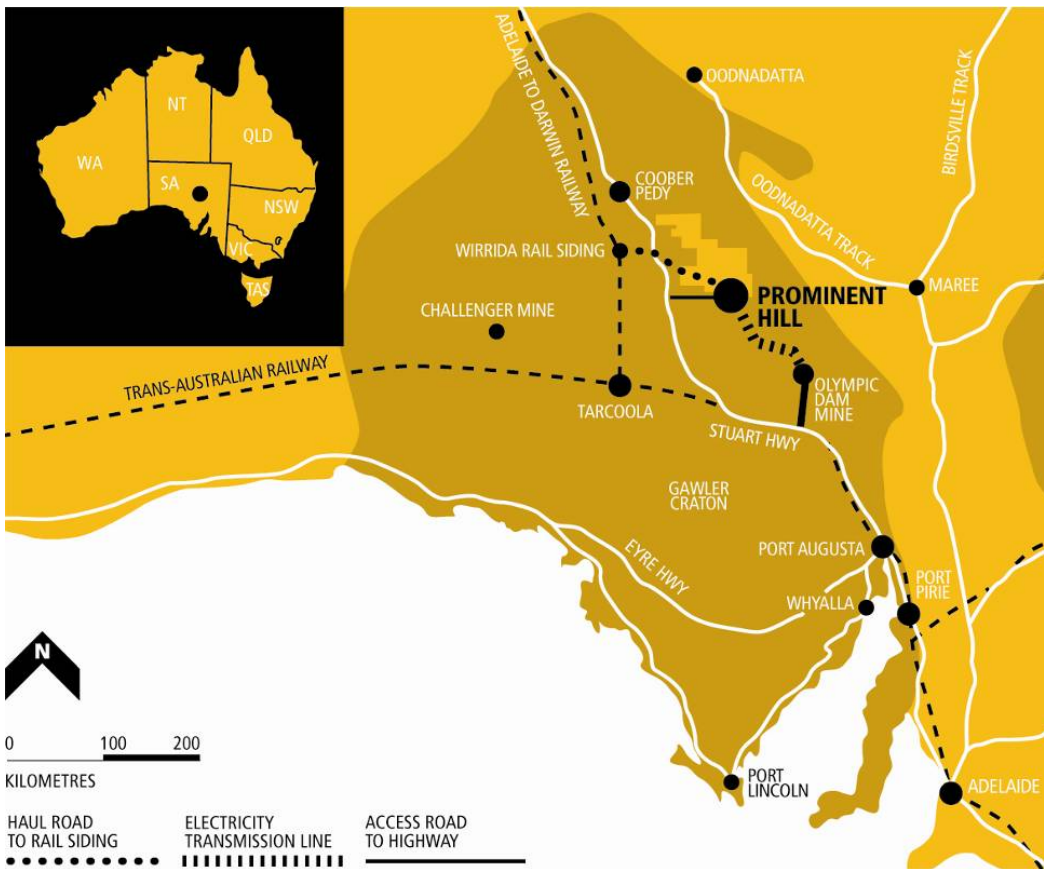 NT
WA
QLD
SA
NSW
VIC
TAS
ADELAIDE TO DARWIN RAILWAY
OODNADATTA
BIRDSVILLE TRACK
COOBER
PEDY
OODNADATTA TRACK
WIRRIDA RAIL SIDING
MAREE
PROMINENT
HILL
CHALLENGER MINE
TRANS-AUSTRALIAN RAILWAY
TARCOOLA
OLYMPIC
DAM
MINE
STUART HWY
GAWLER
CRATON
PORT AUGUSTA
EYRE HWY
PORT
PIRIE
WHYALLA
N
0 100 200
KILOMETRES
PORT
LINCOLN
ADELAIDE
HAUL ROAD
TO RAIL SIDING
ELECTRICITY
TRANSMISSION LINE
ACCESS ROAD
TO HIGHWAY